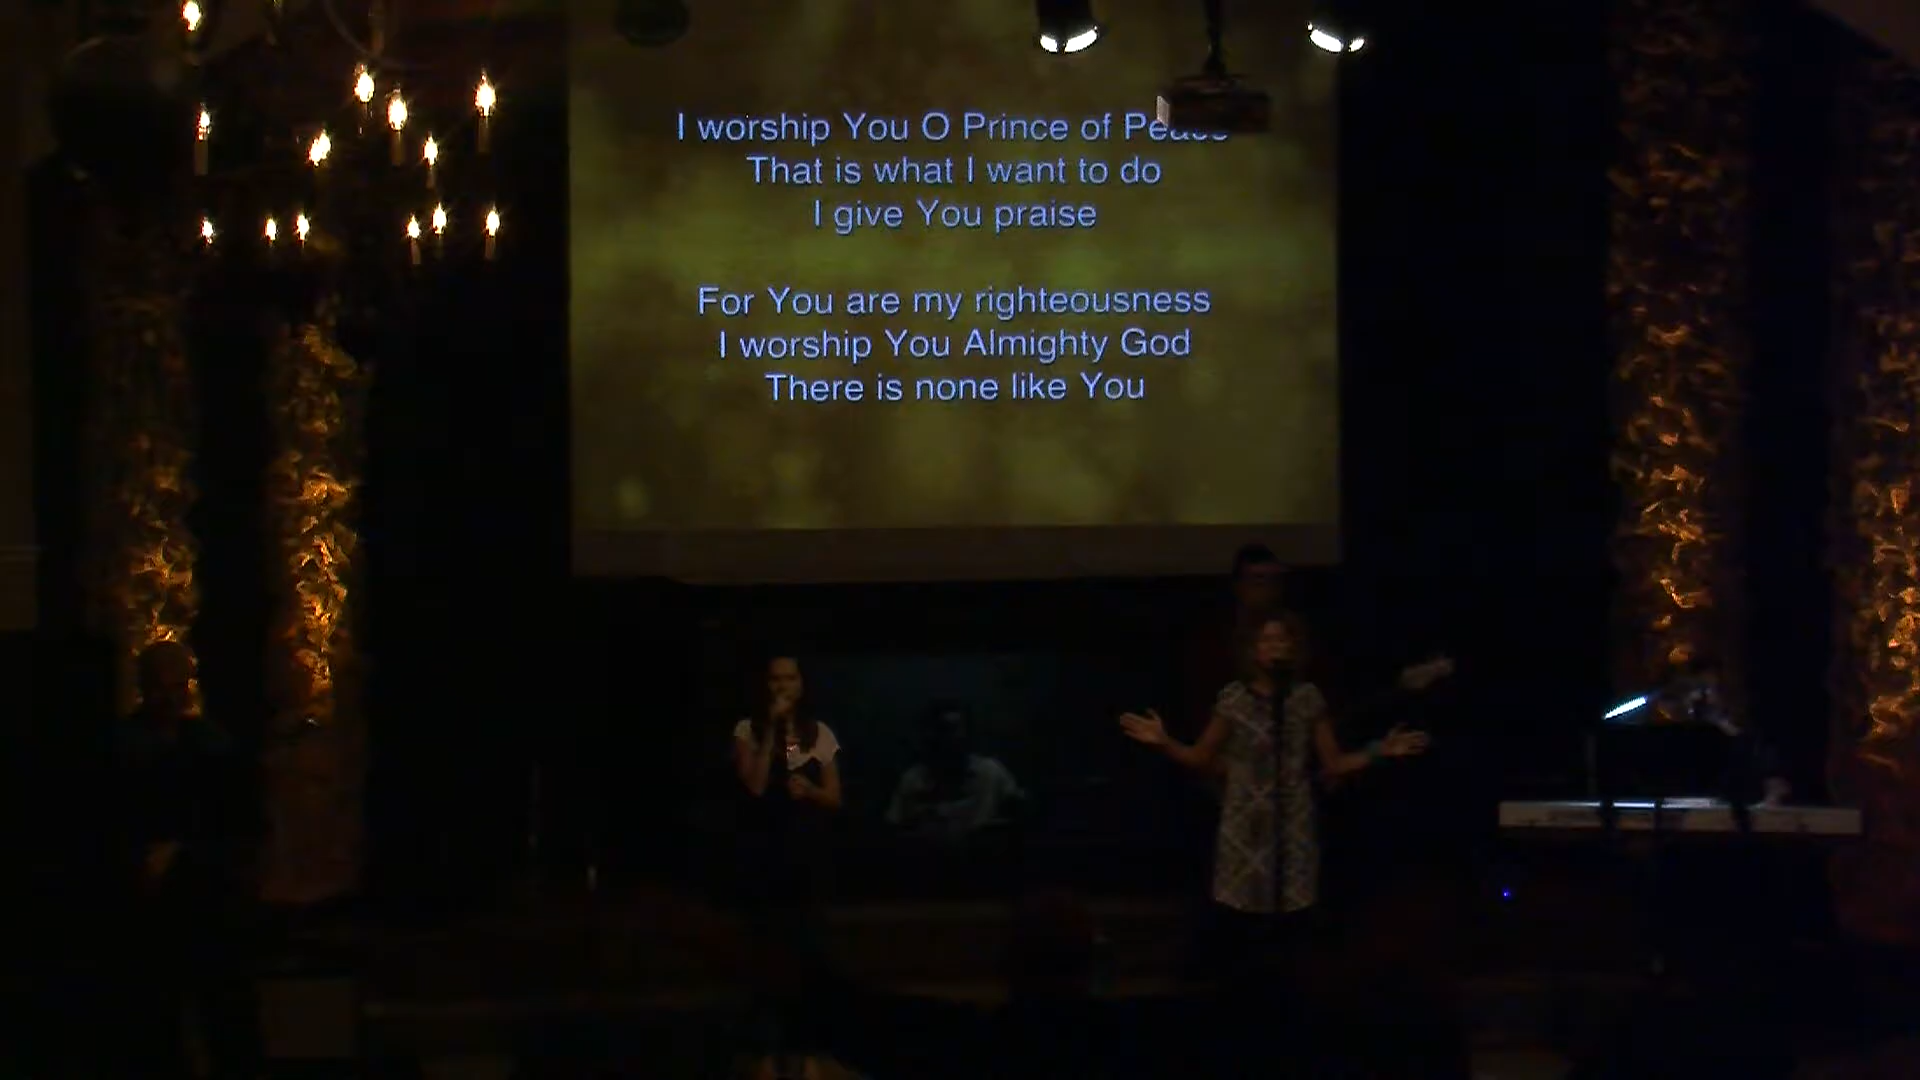 I worship You O Prince of Peace
That is what I want to do
I give You praise
For You are my righteousness
I worship You Almighty God
There is none like You